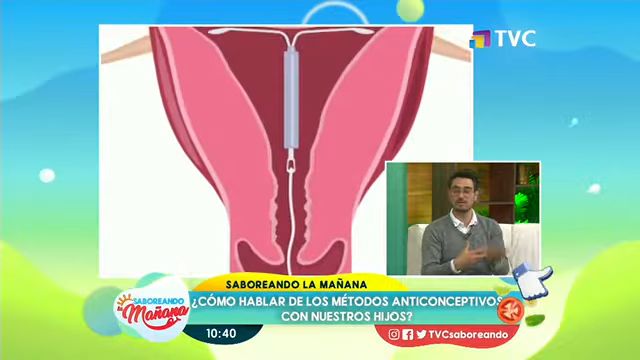 TVC
SABOREANDO LA MAÑANA
SABOREANDO
Mañana
¿CÓMO HABLAR DE LOS MÉTODOS ANTICONCEPTIVOS
CON NUESTROS HIJOS?
10:40
TVCsaboreando